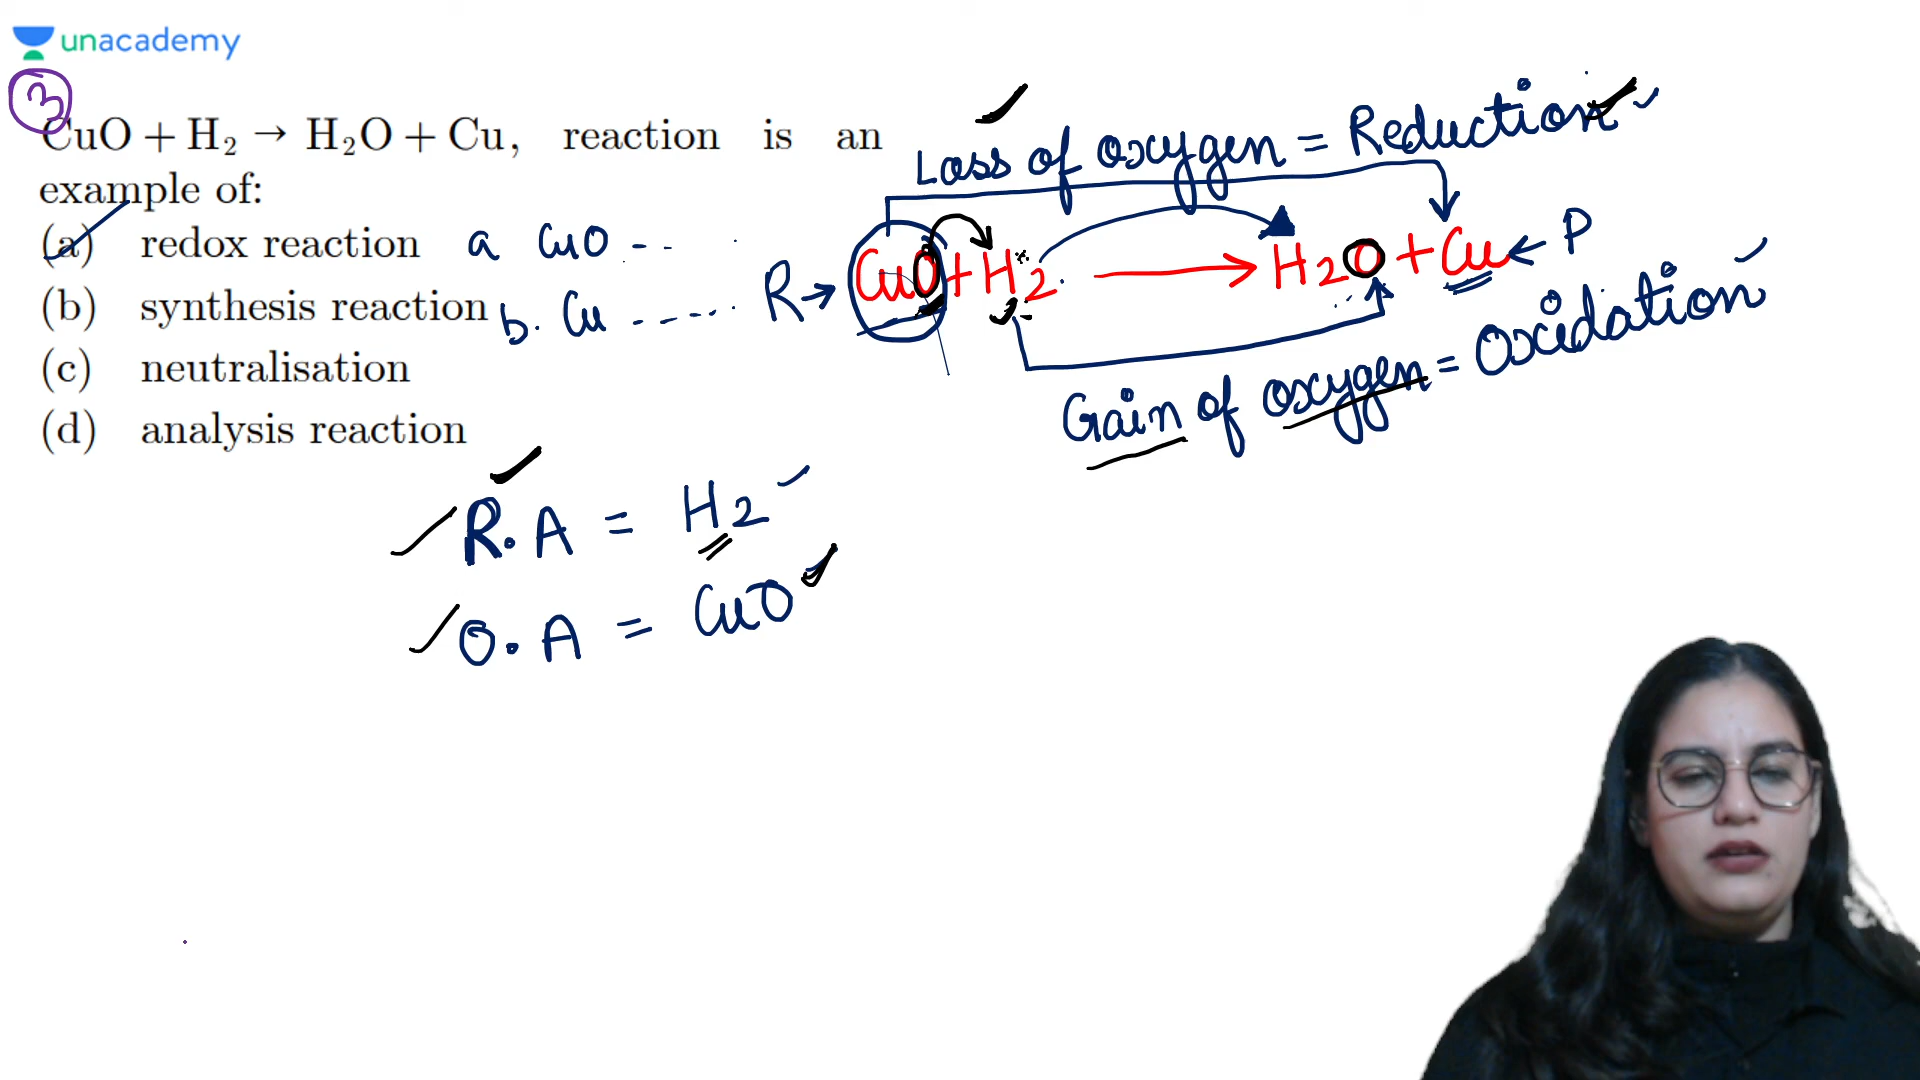 unacademy
3
CuO + H₂ → H₂O + Cu, reaction is an
example of:
(a) redox reaction
(b) synthesis reaction
(c) neutralisation
(d) analysis reaction
a CuO - -
b. Cu - - - - -
Loss of oxygen = Reduction
R → CuO + H₂ → H₂O + Cu ← P
Gain of oxygen = Oxidation
R. A = H₂
O. A = CuO